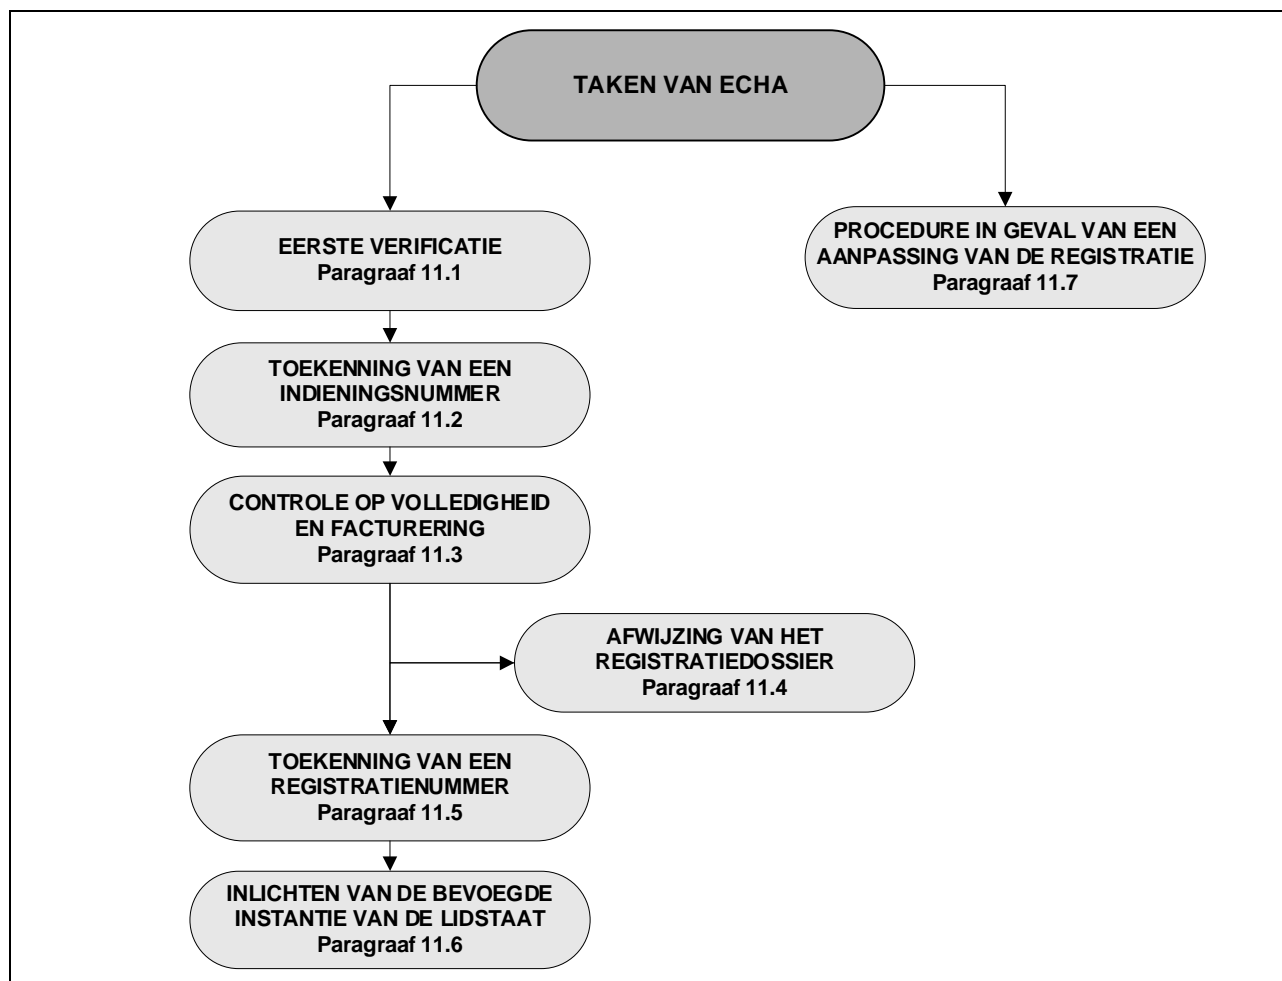 TAKEN VAN ECHA
EERSTE VERIFICATIE
Paragraaf 11.1
PROCEDURE IN GEVAL VAN EEN
AANPASSING VAN DE REGISTRATIE
Paragraaf 11.7
TOEKENNING VAN EEN
INDIENINGSNUMMER
Paragraaf 11.2
CONTROLE OP VOLLEDIGHEID
EN FACTURERING
Paragraaf 11.3
AFWIJZING VAN HET
REGISTRATIEDOSSIER
Paragraaf 11.4
TOEKENNING VAN EEN
REGISTRATIENUMMER
Paragraaf 11.5
INLICHTEN VAN DE BEVOEGDE
INSTANTIE VAN DE LIDSTAAT
Paragraaf 11.6